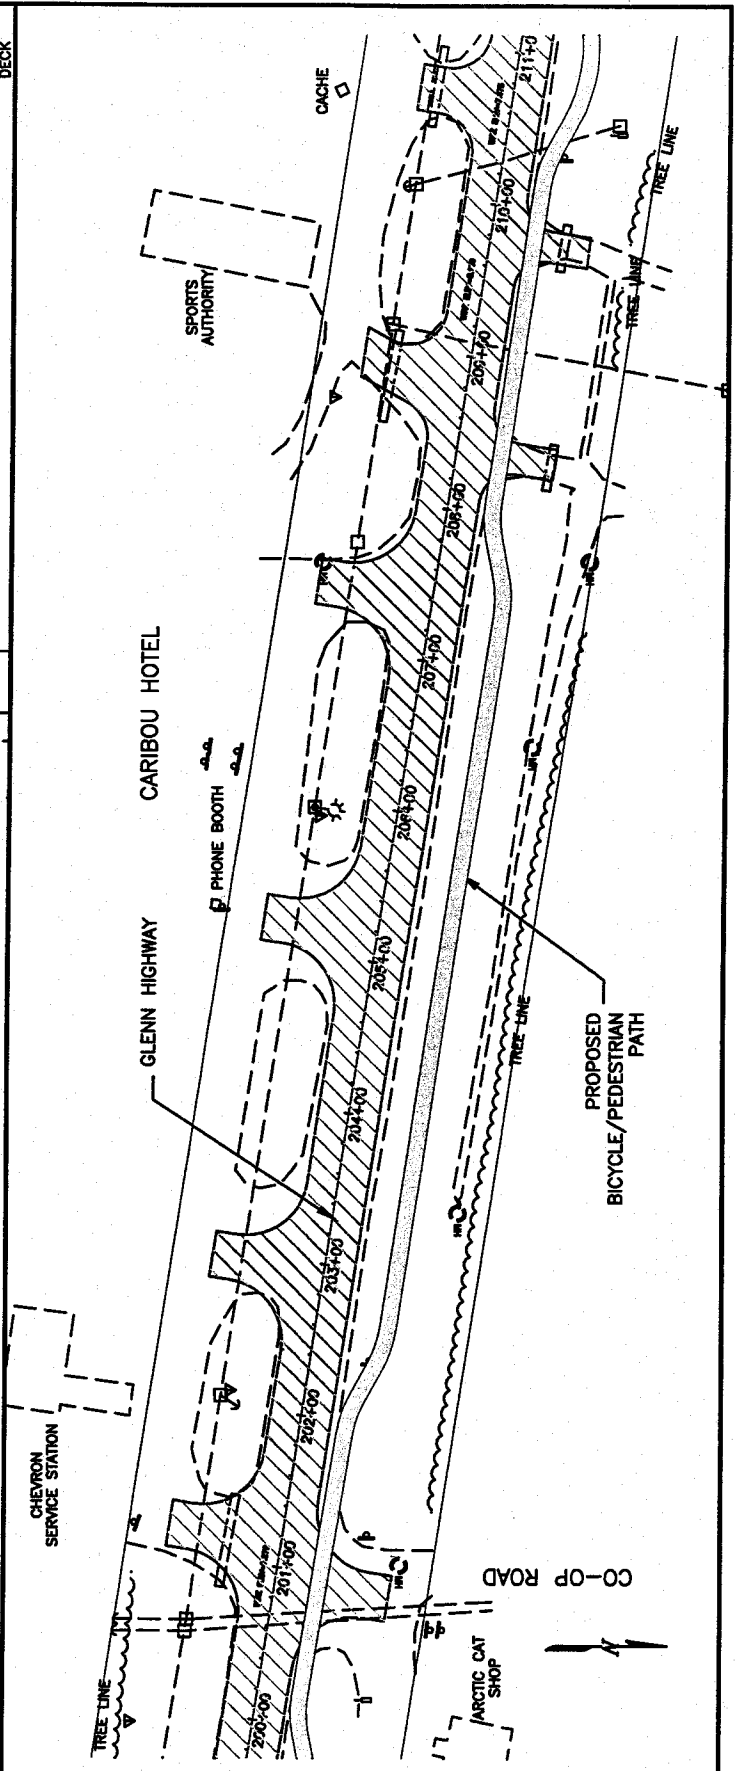 DECK
CACHE
SPORTS
AUTHORITY
TREE LINE
TREE LINE
CARIBOU HOTEL
PHONE BOOTH
GLENN HIGHWAY
CHEVRON
SERVICE STATION
TREE LINE
200+00
201+00
202+00
203+00
204+00
205+00
206+00
207+00
208+00
209+00
210+00
211+0
TREE LINE
PROPOSED
BICYCLE/PEDESTRIAN
PATH
CO-OP ROAD
ARCTIC CAT
SHOP
N